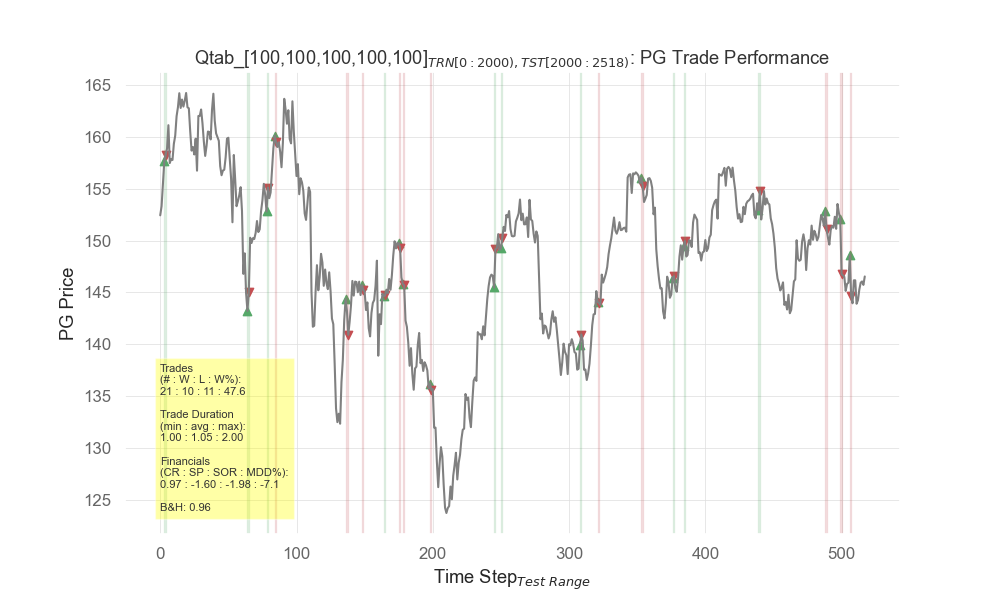 Qtab_[100,100,100,100,100]TRN[0 : 2000), TST[2000 : 2518): PG Trade Performance
165
160
155
150
145
140
135
130
125
PG Price
Trades
(# : W : L : W%):
21 : 10 : 11 : 47.6
Trade Duration
(min : avg : max):
1.00 : 1.05 : 2.00
Financials
(CR : SP : SOR : MDD%):
0.97 : -1.60 : -1.98 : -7.1
B&H: 0.96
0 100 200 300 400 500
Time StepTest Range